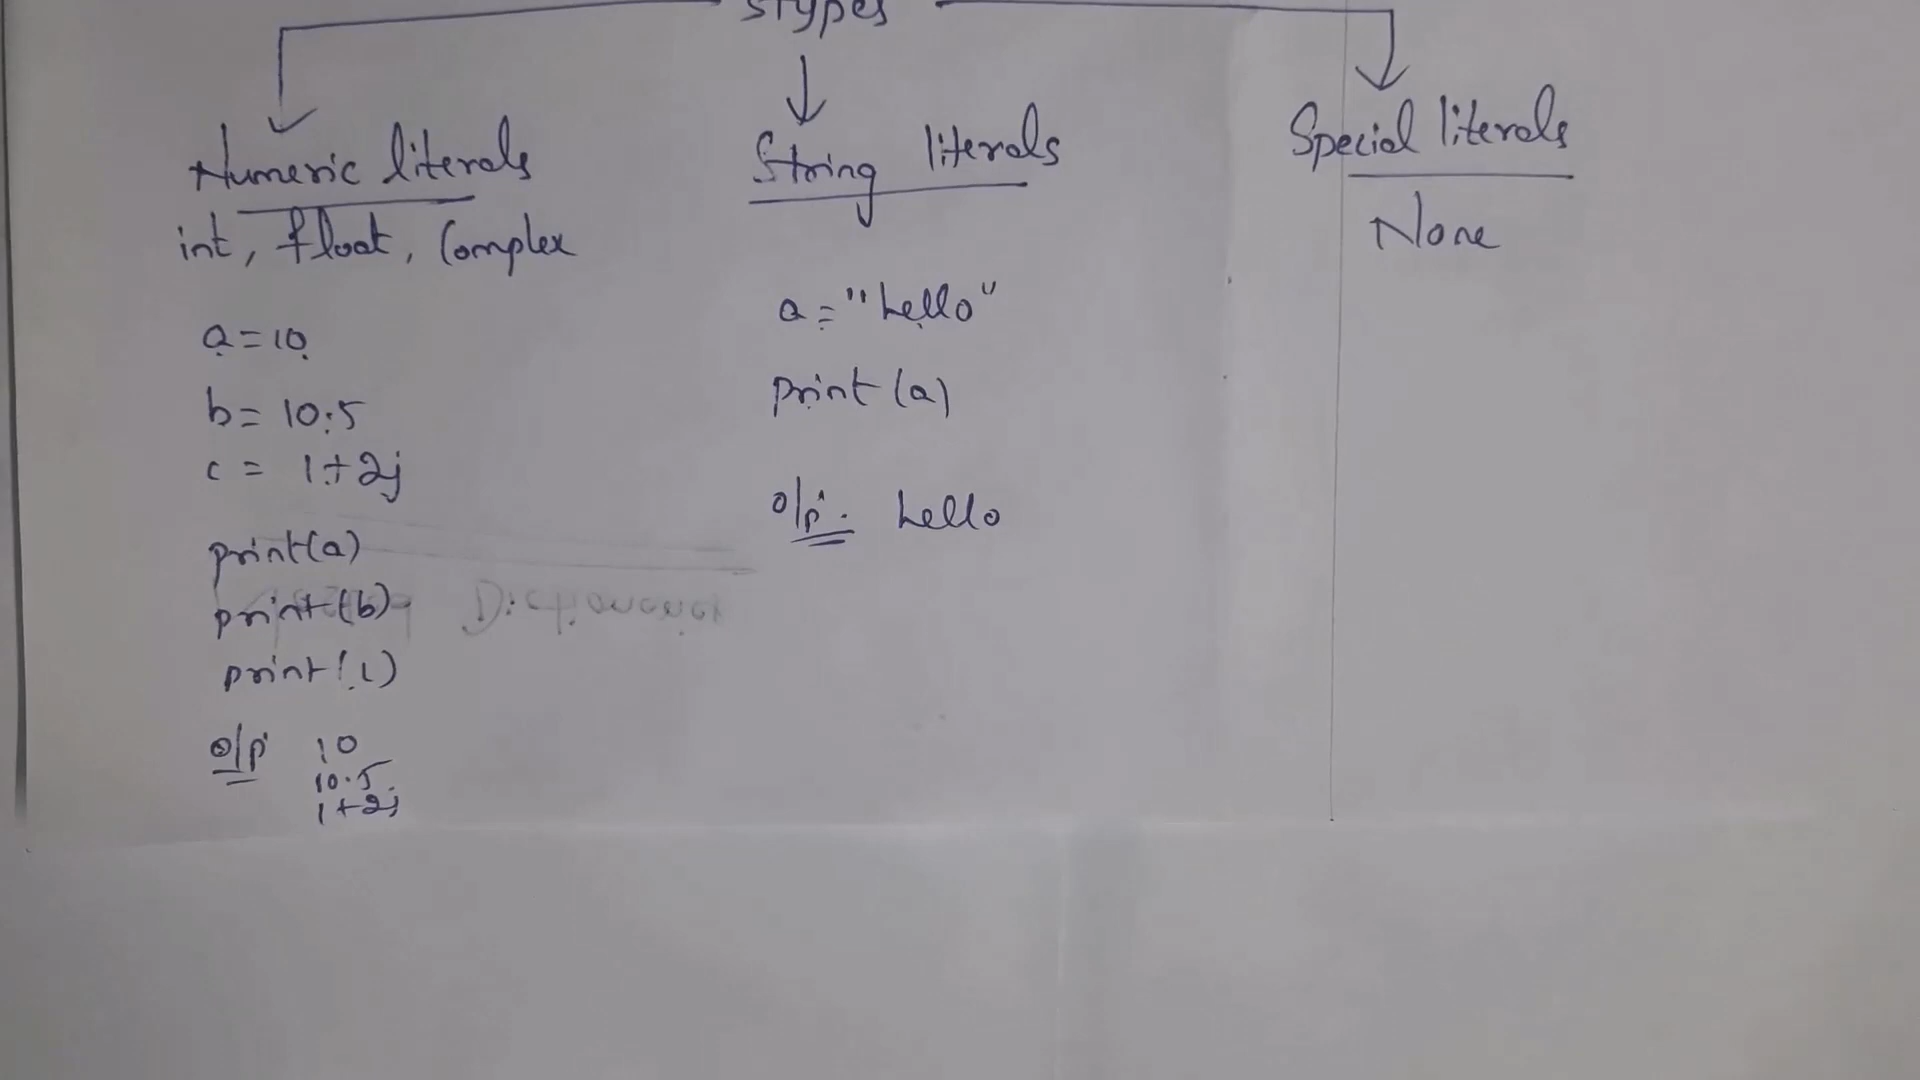 5types
Numeric literals
int, float, Complex
a=10
b= 10.5
c = 1+2j
print(a)
print(b)
print(c)
o/p 10
10.5
1+2j
String literals
a = "hello"
print (a)
o/p. hello
Special literals
None